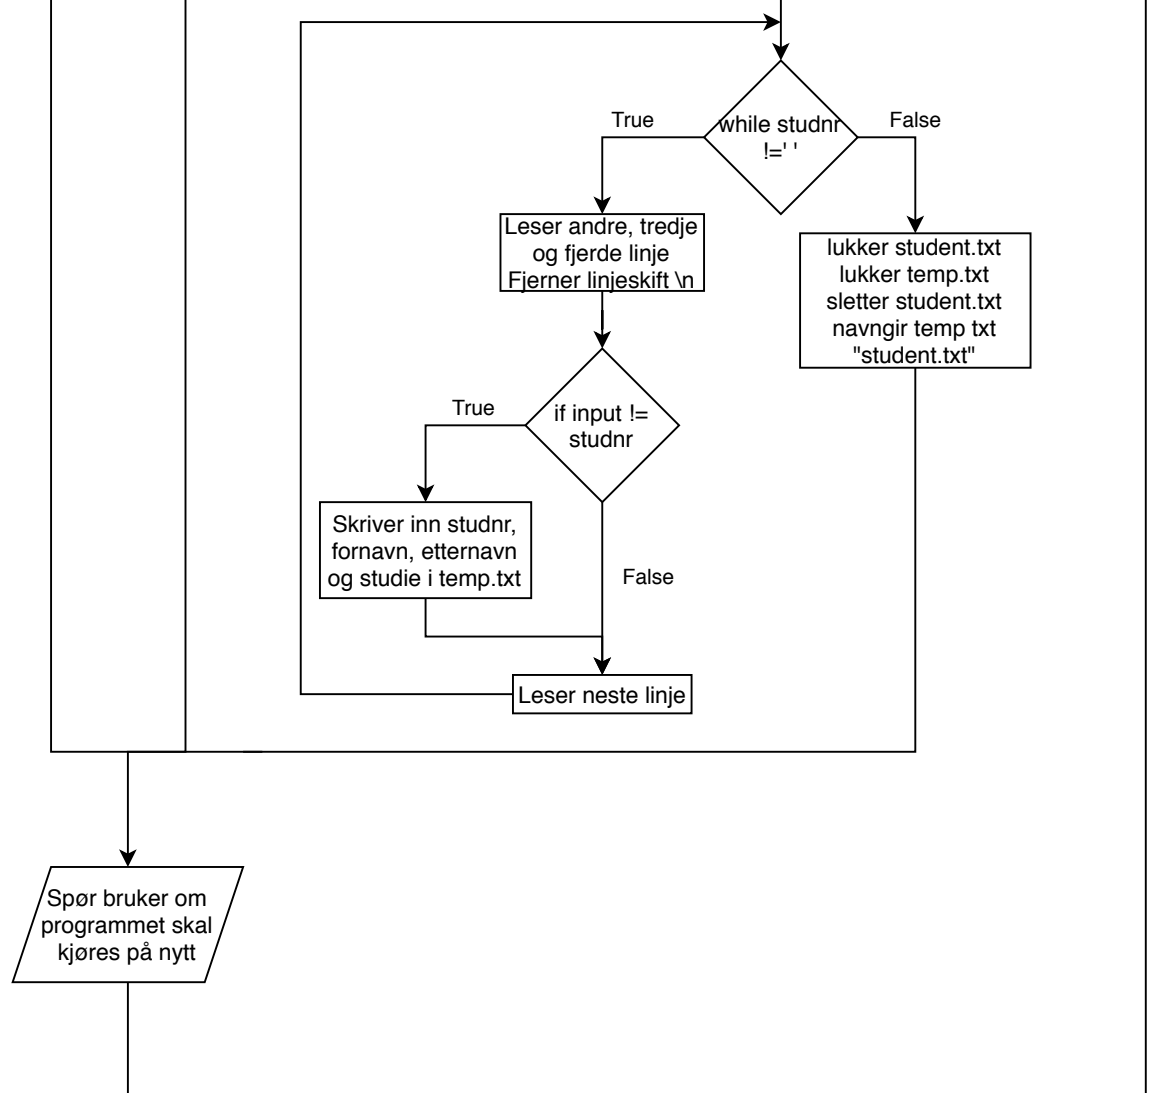 while studnr
!=' '
True
False
Leser andre, tredje
og fjerde linje
Fjerner linjeskift \n
lukker student.txt
lukker temp.txt
sletter student.txt
navngir temp txt
"student.txt"
if input !=
studnr
True
Skriver inn studnr,
fornavn, etternavn
og studie i temp.txt
False
Leser neste linje
Spør bruker om
programmet skal
kjøres på nytt